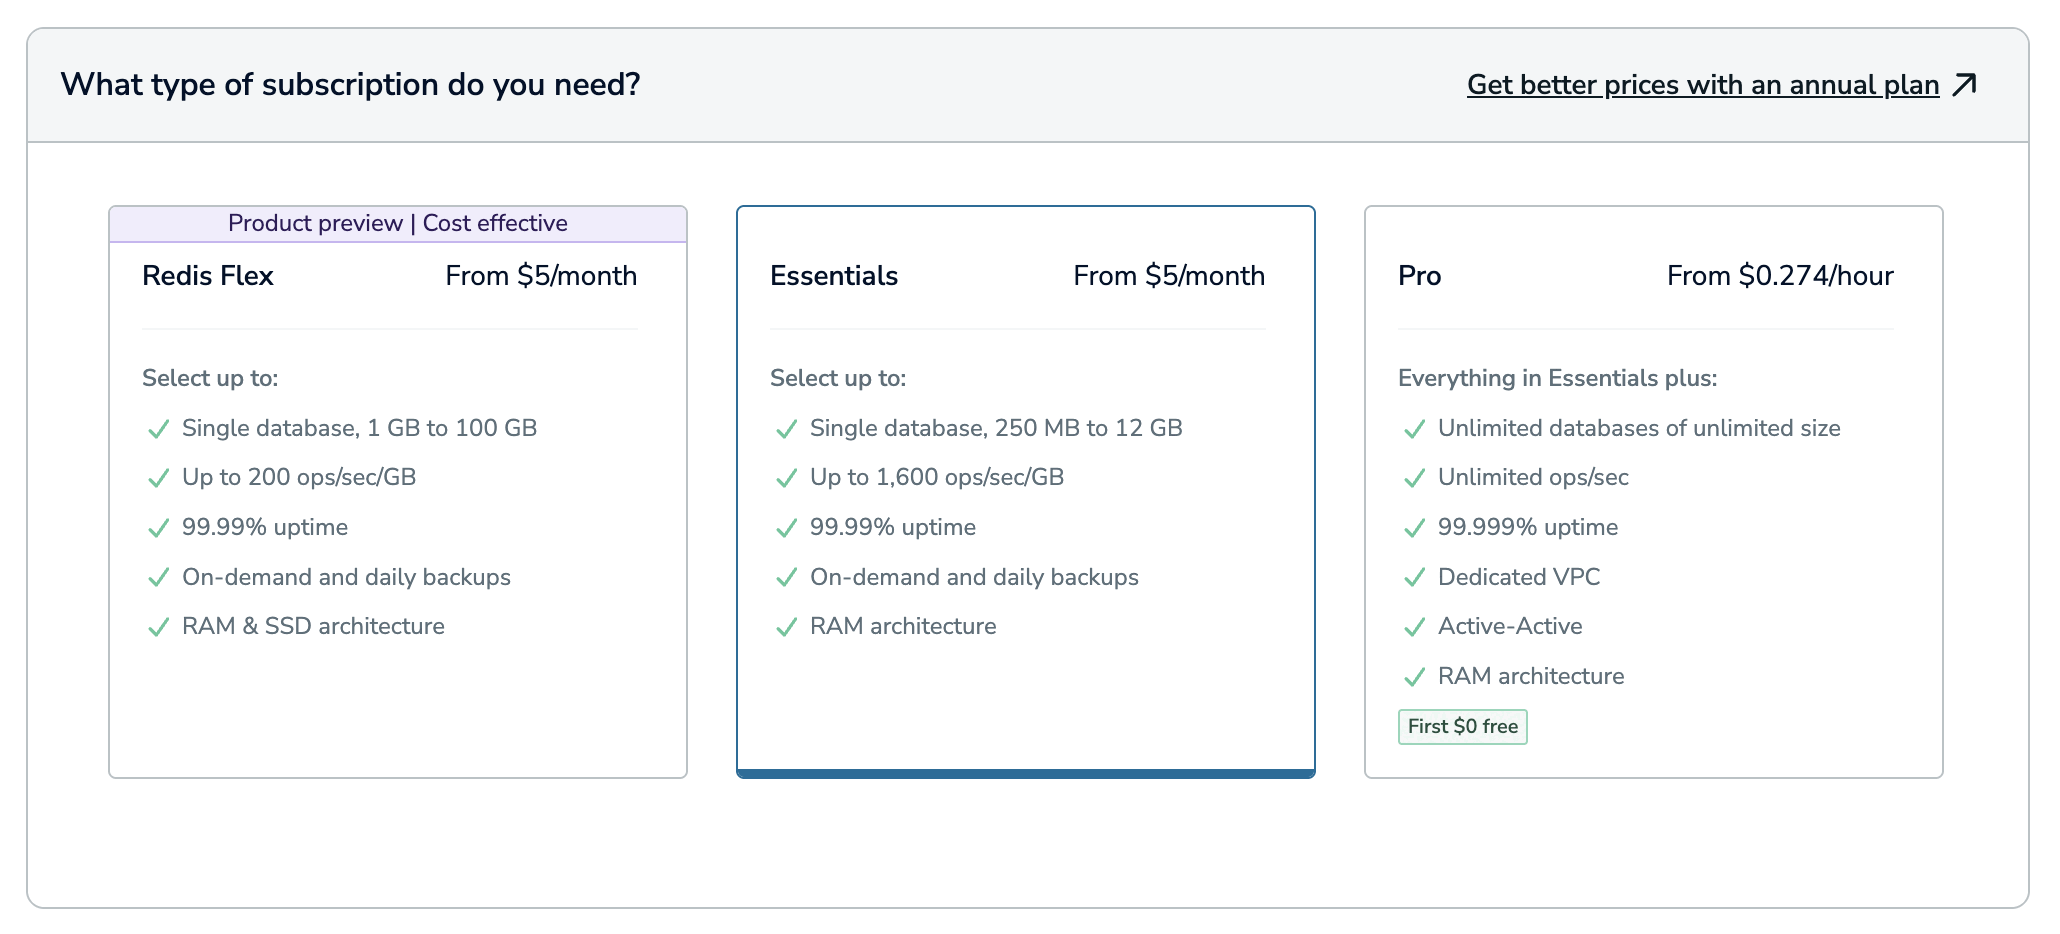 What type of subscription do you need?
Get better prices with an annual plan
Product preview | Cost effective
Redis Flex
From $5/month
Select up to:
Single database, 1 GB to 100 GB
Up to 200 ops/sec/GB
99.99% uptime
On-demand and daily backups
RAM & SSD architecture
Essentials
From $5/month
Select up to:
Single database, 250 MB to 12 GB
Up to 1,600 ops/sec/GB
99.99% uptime
On-demand and daily backups
RAM architecture
Pro
From $0.274/hour
Everything in Essentials plus:
Unlimited databases of unlimited size
Unlimited ops/sec
99.999% uptime
Dedicated VPC
Active-Active
RAM architecture
First $0 free